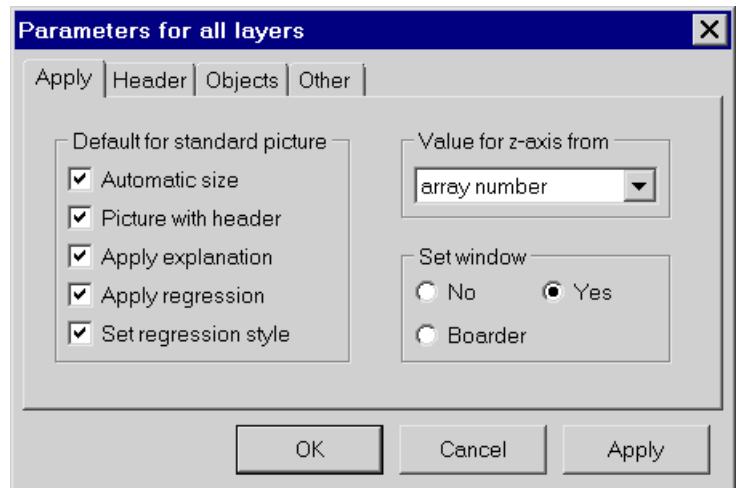 Parameters for all layers
Apply Header Objects Other
Default for standard picture
Automatic size
Picture with header
Apply explanation
Apply regression
Set regression style
Value for z-axis from
array number
Set window
No Yes
Boarder
OK Cancel Apply